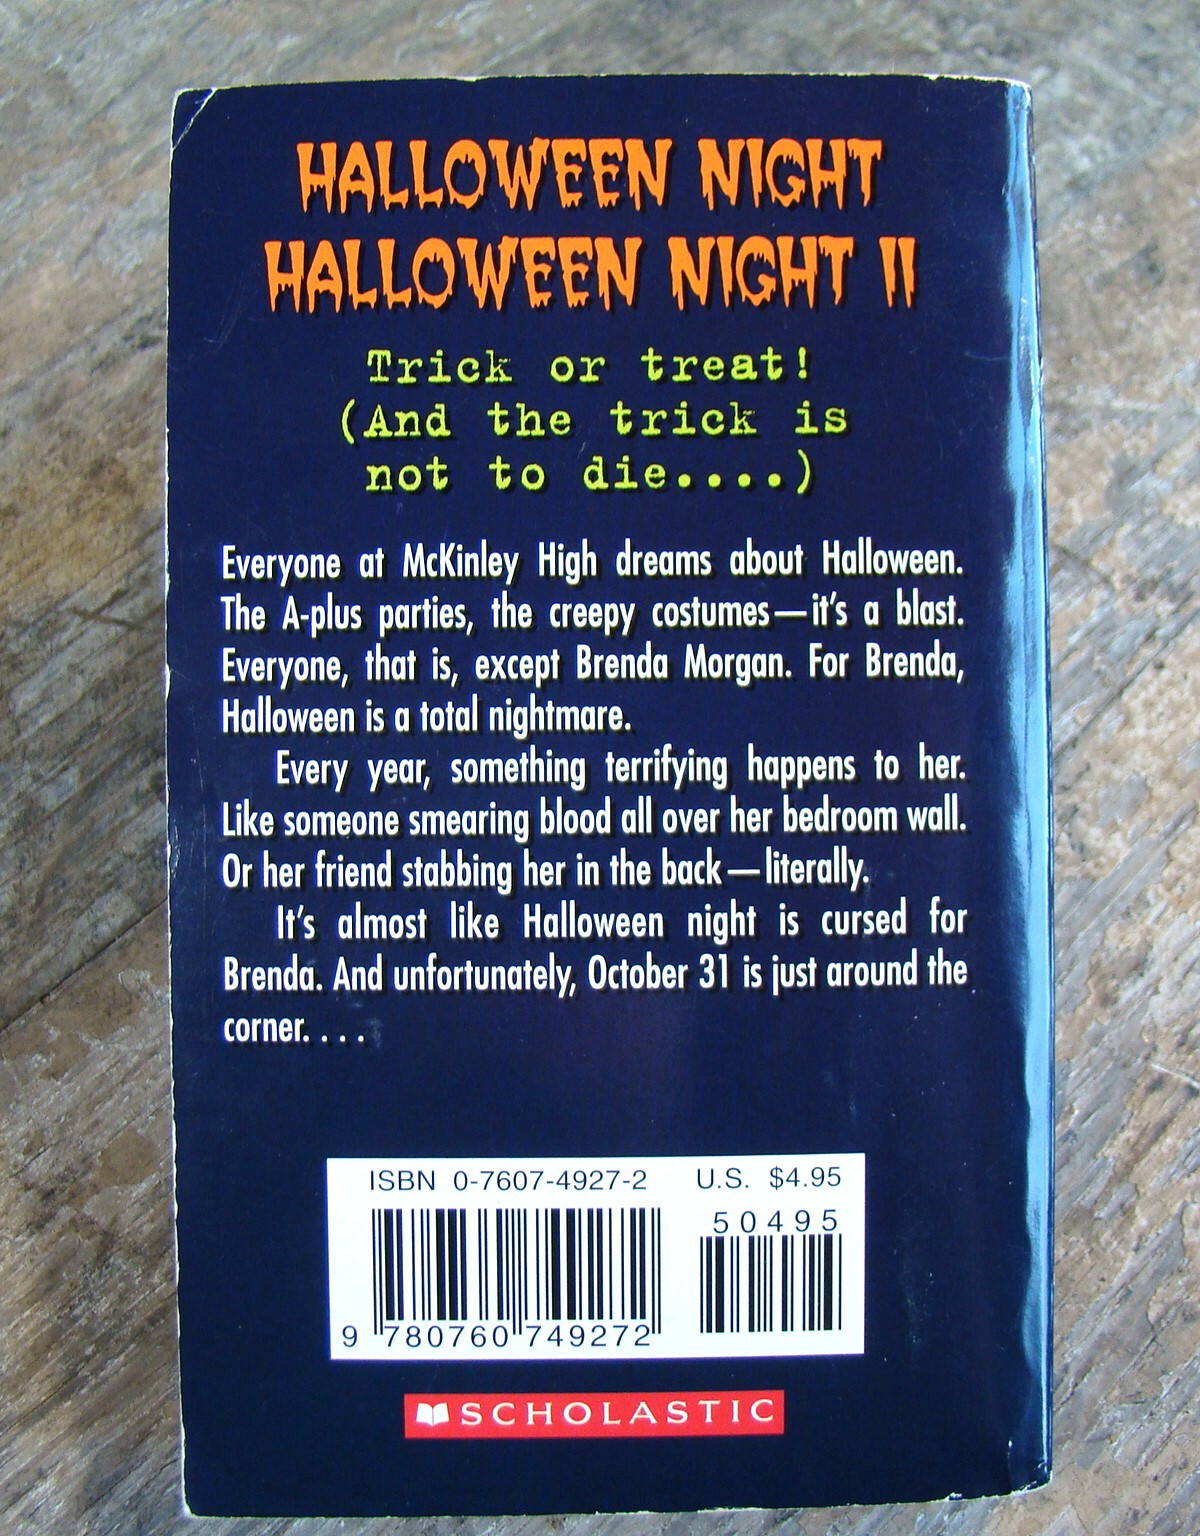 HALLOWEEN NIGHT
HALLOWEEN NIGHT II
Trick or treat!
(And the trick is
not to die....)
Everyone at McKinley High dreams about Halloween.
The A-plus parties, the creepy costumes—it's a blast.
Everyone, that is, except Brenda Morgan. For Brenda,
Halloween is a total nightmare.
Every year, something terrifying happens to her.
Like someone smearing blood all over her bedroom wall.
Or her friend stabbing her in the back—literally.
It's almost like Halloween night is cursed for
Brenda. And unfortunately, October 31 is just around the
corner. . . .
ISBN 0-7607-4927-2 U.S. $4.95
50495
9 780760 749272
SCHOLASTIC